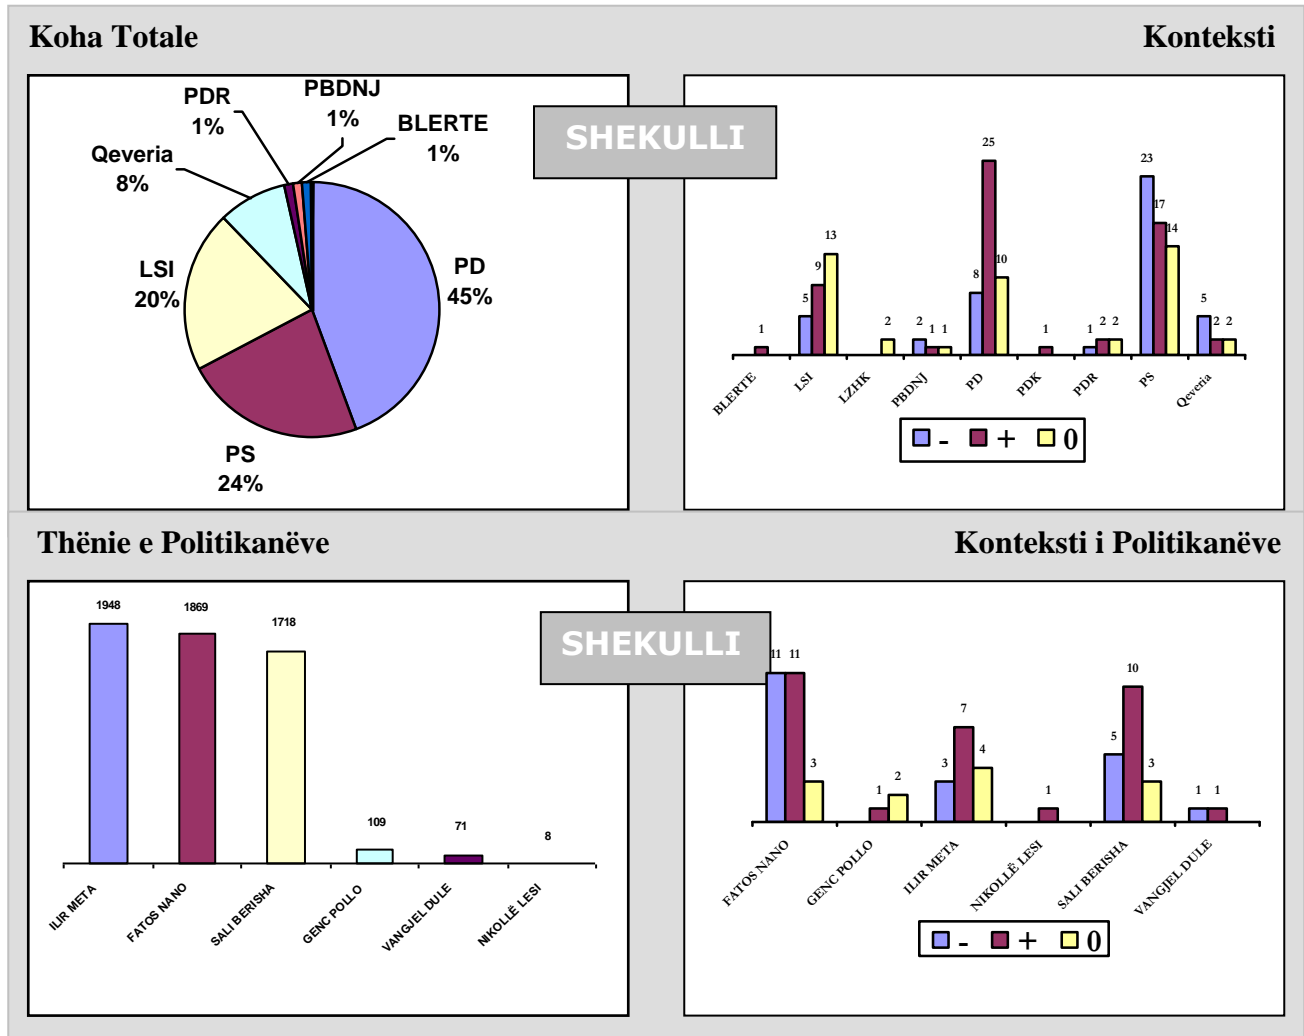 Koha Totale
Konteksti
SHEKULLI
PDR
1%
PBDNJ
1%
BLERTE
1%
Qeveria
8%
LSI
20%
PD
45%
PS
24%
1
5 9 13
2
2 1 1
8 25 10
1
1 2 2
23 17 14
5 2 2
BLERTE LSI LZHK PBDNJ PD PDK PDR PS Qeveria
- + 0
Thënie e Politikanëve
Konteksti i Politikanëve
SHEKULLI
1948 1869 1718 109 71 8
ILIR META FATOS NANO SALI BERISHA GENC POLLO VANGJEL DULE NIKOLLË LESI
11 11 3
1 2
3 7 4
1
5 10 3
1 1
FATOS NANO GENC POLLO ILIR META NIKOLLË LESI SALI BERISHA VANGJEL DULE
- + 0